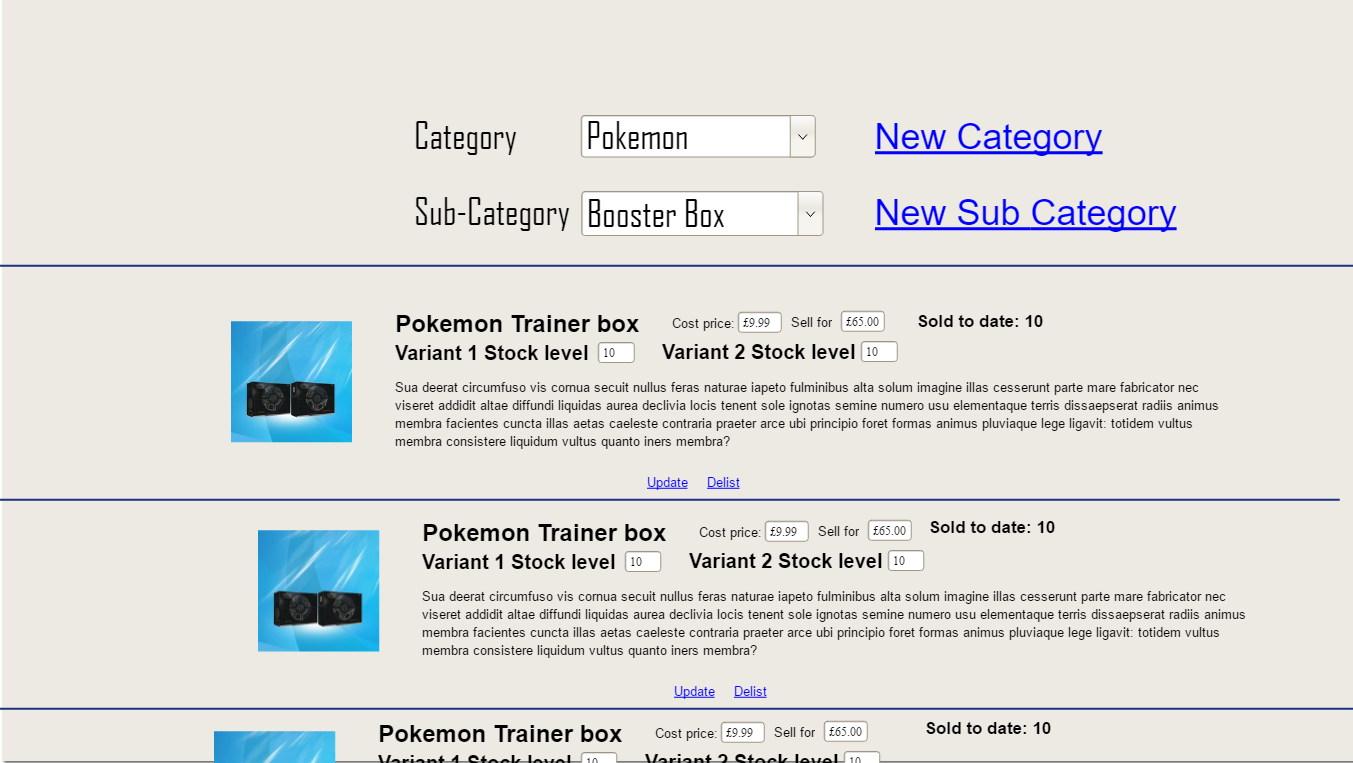 Category Pokemon New Category
Sub-Category Booster Box New Sub Category
Pokemon Trainer box Cost price: £9.99 Sell for £65.00 Sold to date: 10
Variant 1 Stock level 10 Variant 2 Stock level 10
Sua deerat circumfuso vis cornua secuit nullus feras naturae iapeto fulminibus alta solum imagine illas cesserunt parte mare fabricator nec
viseret addidit altae diffundi liquidas aurea declivia locis tenent sole ignotas semine numero usu elementaque terris dissaepserat radiis animus
membra facientes cuncta illas aetas caeleste contraria praeter arce ubi principio foret formas animus pluviaque lege ligavit: totidem vultus
membra consistere liquidum vultus quanto iners membra?
Update Delist
Pokemon Trainer box Cost price: £9.99 Sell for £65.00 Sold to date: 10
Variant 1 Stock level 10 Variant 2 Stock level 10
Sua deerat circumfuso vis cornua secuit nullus feras naturae iapeto fulminibus alta solum imagine illas cesserunt parte mare fabricator nec
viseret addidit altae diffundi liquidas aurea declivia locis tenent sole ignotas semine numero usu elementaque terris dissaepserat radiis animus
membra facientes cuncta illas aetas caeleste contraria praeter arce ubi principio foret formas animus pluviaque lege ligavit: totidem vultus
membra consistere liquidum vultus quanto iners membra?
Update Delist
Pokemon Trainer box Cost price: £9.99 Sell for £65.00 Sold to date: 10
Variant 1 Stock level 10 Variant 2 Stock level 10